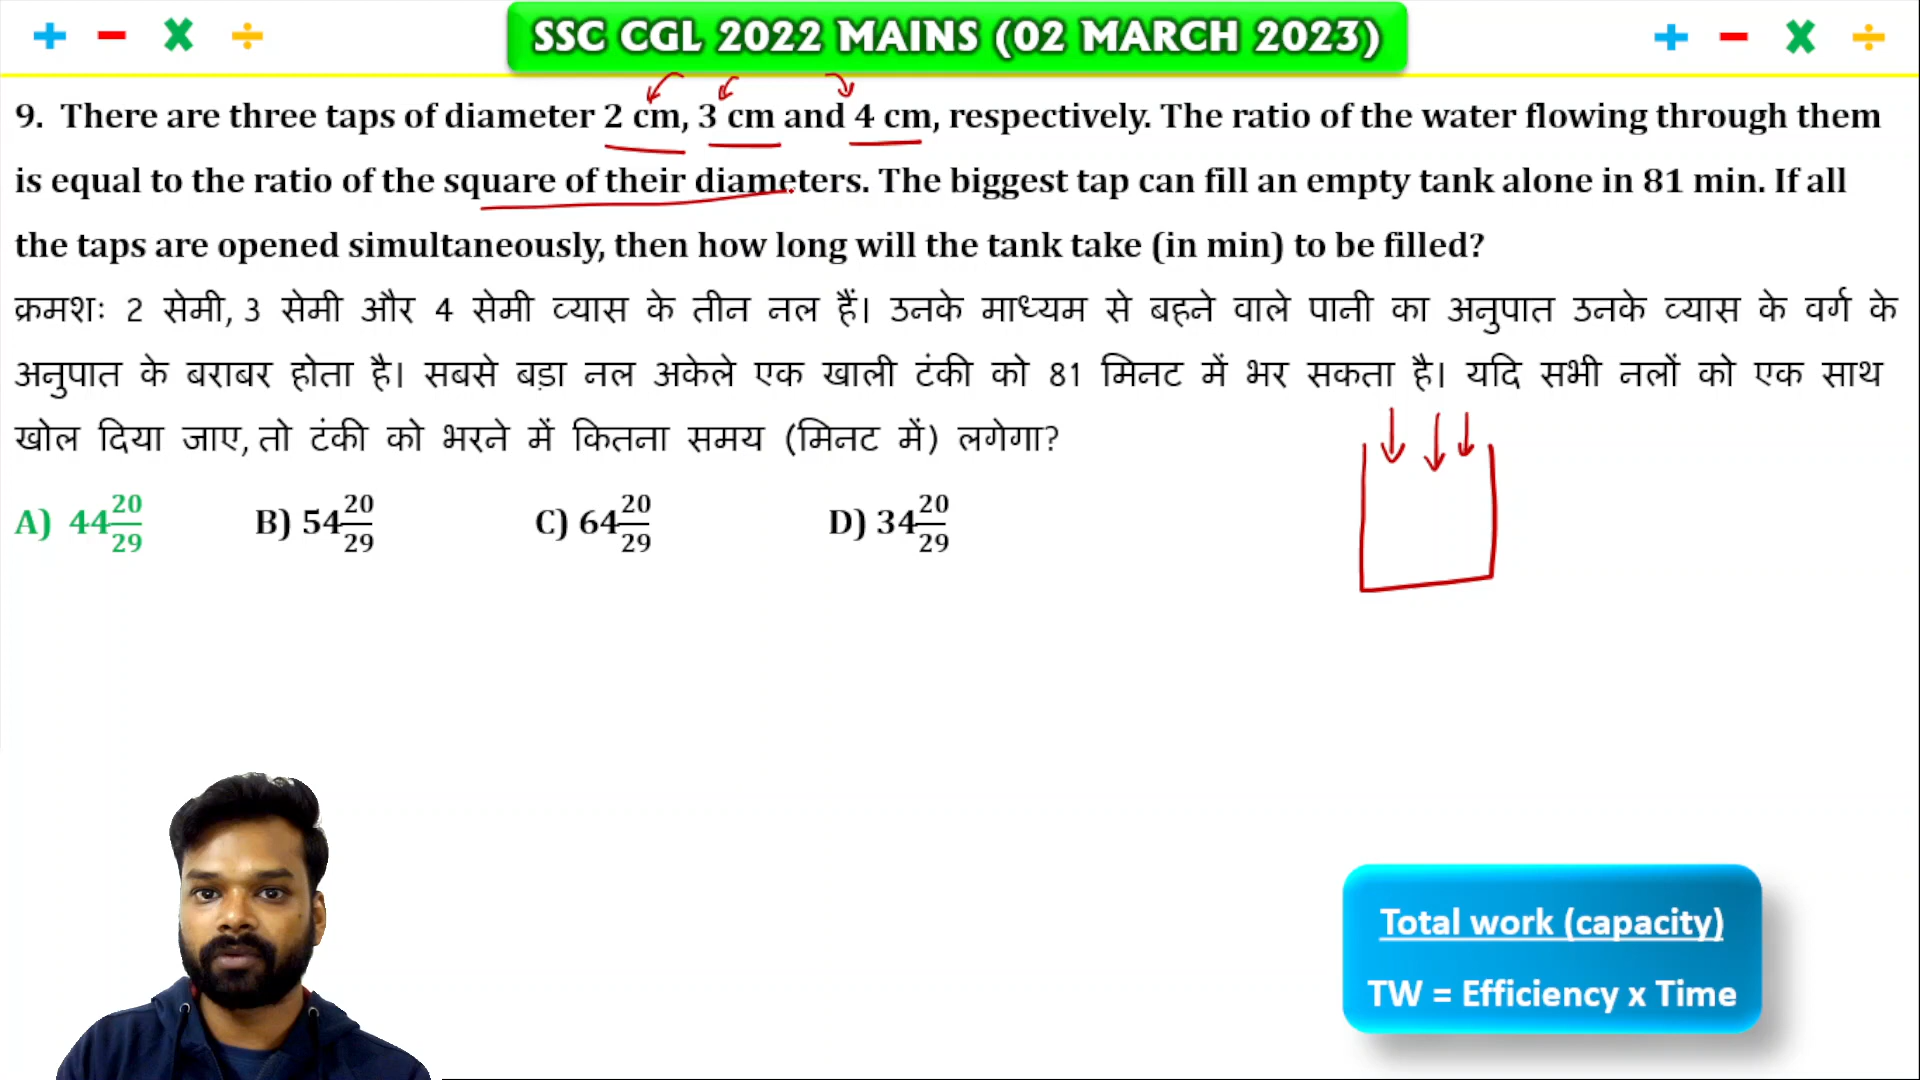 SSC CGL 2022 MAINS (02 MARCH 2023)
9. There are three taps of diameter 2 cm, 3 cm and 4 cm, respectively. The ratio of the water flowing through them
is equal to the ratio of the square of their diameters. The biggest tap can fill an empty tank alone in 81 min. If all
the taps are opened simultaneously, then how long will the tank take (in min) to be filled?
क्रमशः 2 सेमी, 3 सेमी और 4 सेमी व्यास के तीन नल हैं। उनके माध्यम से बहने वाले पानी का अनुपात उनके व्यास के वर्ग के
अनुपात के बराबर होता है। सबसे बड़ा नल अकेले एक खाली टंकी को 81 मिनट में भर सकता है। यदि सभी नलों को एक साथ
खोल दिया जाए, तो टंकी को भरने में कितना समय (मिनट में) लगेगा?
A) 44 20/29 B) 54 20/29 C) 64 20/29 D) 34 20/29
Total work (capacity)
TW = Efficiency x Time